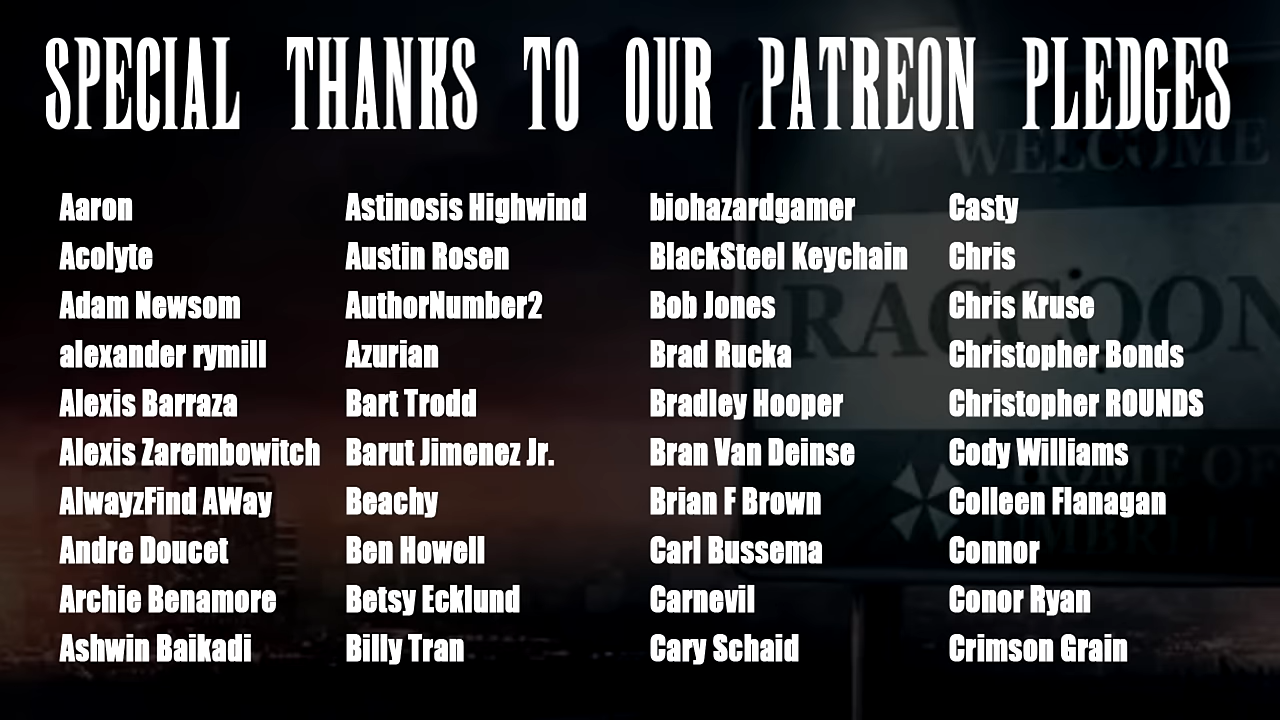 SPECIAL THANKS TO OUR PATREON PLEDGES
Aaron
Acolyte
Adam Newsom
alexander rymill
Alexis Barraza
Alexis Zarembowitch
AlwayzFind AWay
Andre Doucet
Archie Benamore
Ashwin Baikadi
Astinosis Highwind
Austin Rosen
AuthorNumber2
Azurian
Bart Trodd
Barut Jimenez Jr.
Beachy
Ben Howell
Betsy Ecklund
Billy Tran
biohazardgamer
BlackSteel Keychain
Bob Jones
Brad Rucka
Bradley Hooper
Bran Van Deinse
Brian F Brown
Carl Bussema
Carnevil
Cary Schaid
Casty
Chris
Chris Kruse
Christopher Bonds
Christopher ROUNDS
Cody Williams
Colleen Flanagan
Connor
Conor Ryan
Crimson Grain
WELCOME
RACCOON
HOME OF